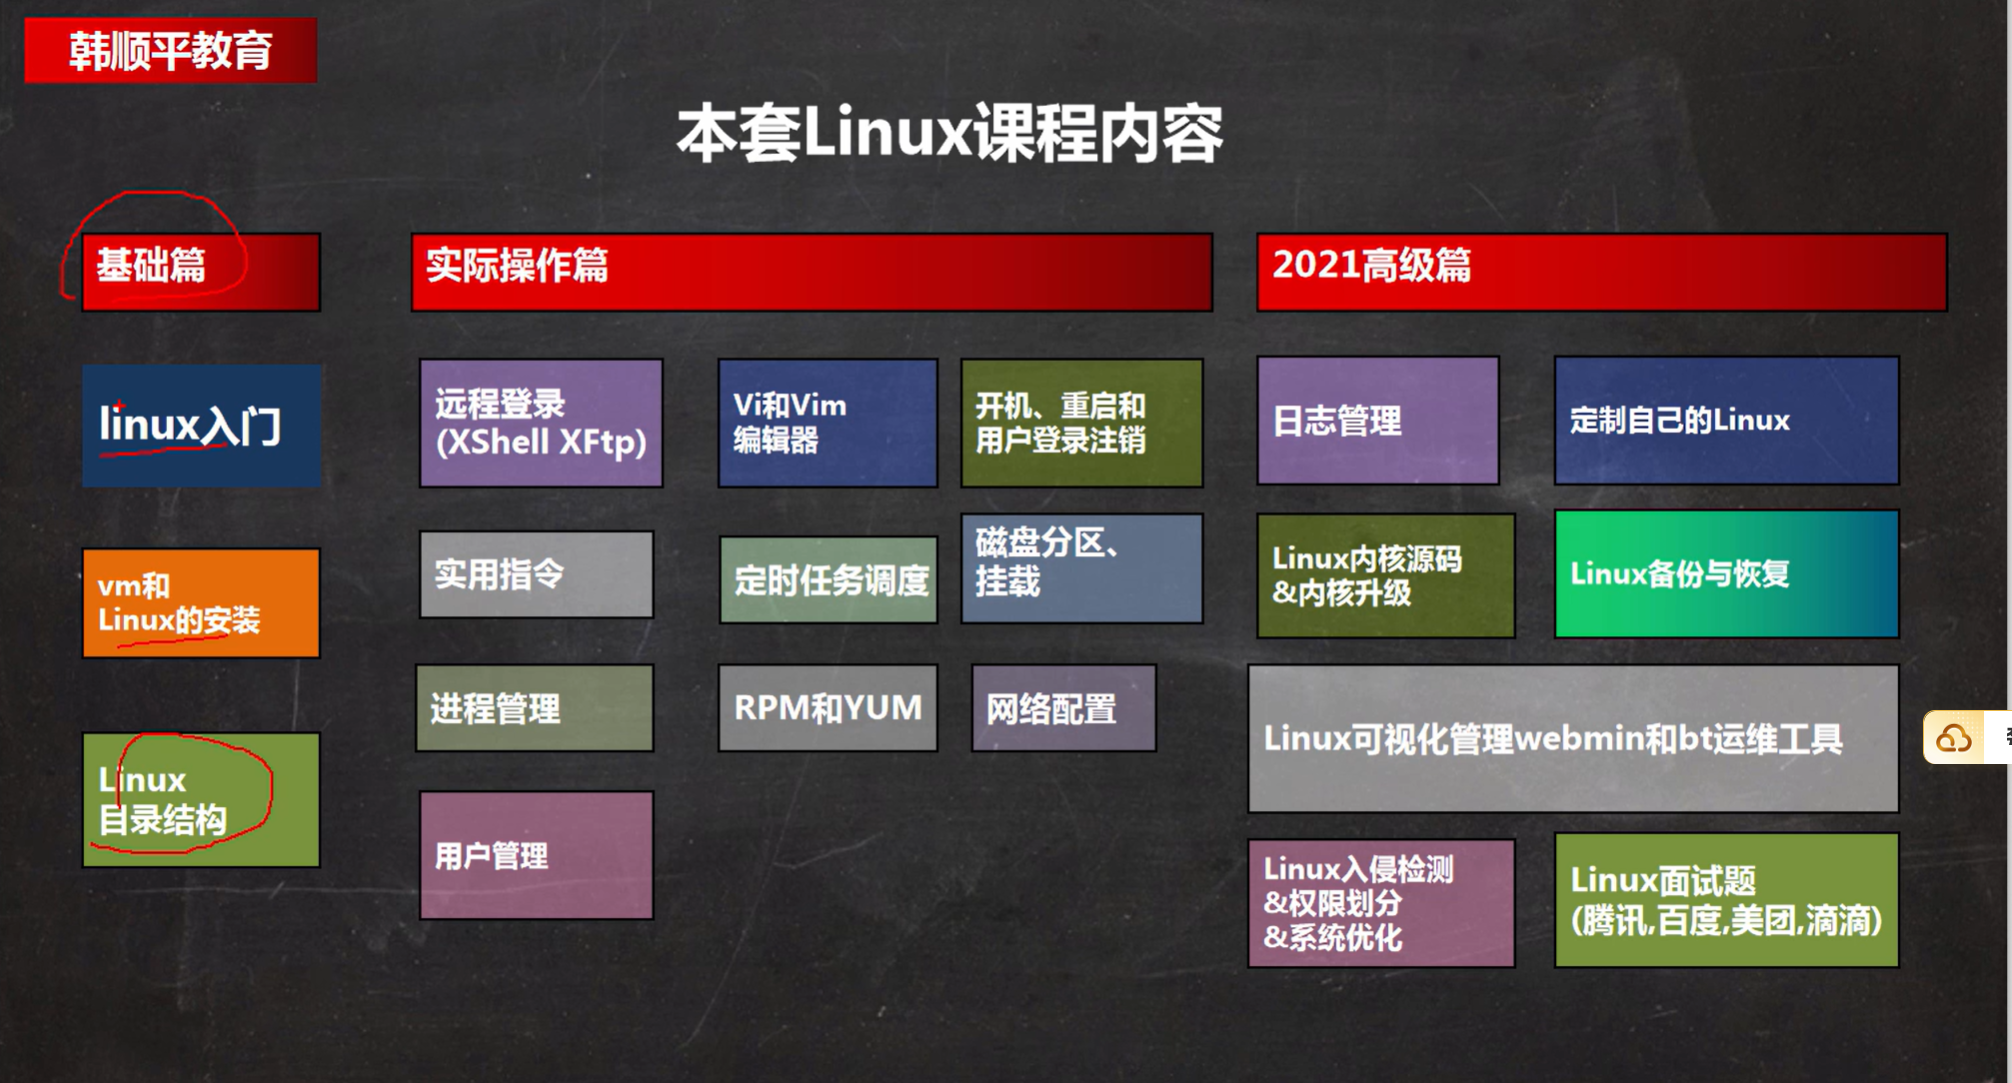 韩顺平教育
本套Linux课程内容
基础篇
linux入门
vm和
Linux的安装
Linux
目录结构
实际操作篇
远程登录
(XShell XFtp)
Vi和Vim
编辑器
开机、重启和
用户登录注销
实用指令
定时任务调度
磁盘分区、
挂载
进程管理
RPM和YUM
网络配置
用户管理
2021高级篇
日志管理
定制自己的Linux
Linux内核源码
&内核升级
Linux备份与恢复
Linux可视化管理webmin和bt运维工具
Linux入侵检测
&权限划分
&系统优化
Linux面试题
(腾讯,百度,美团,滴滴)